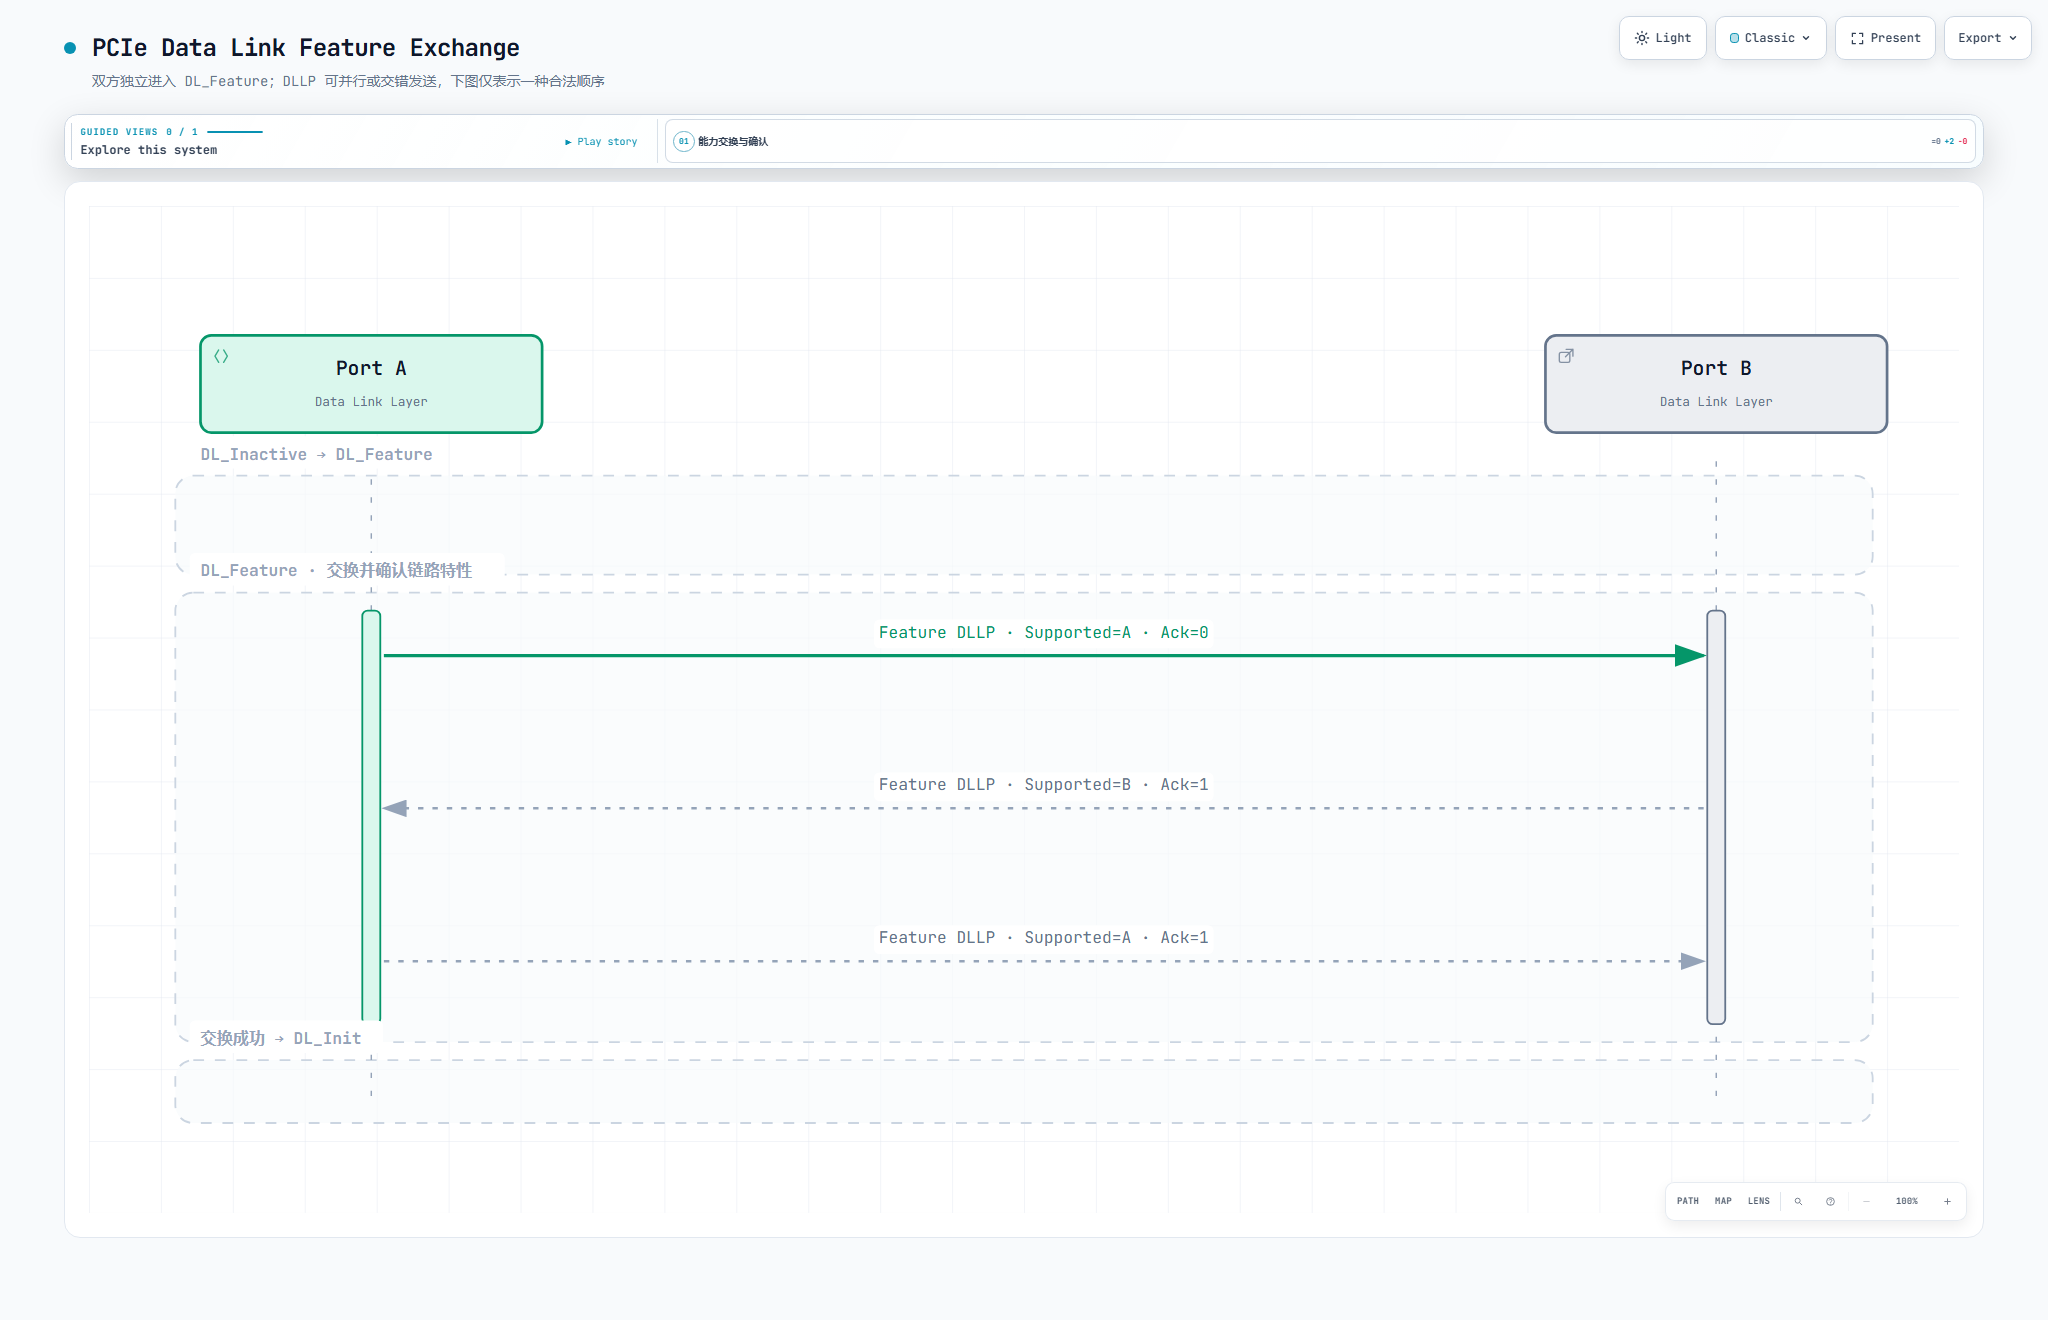 PCIe Data Link Feature Exchange
双方独立进入 DL_Feature; DLLP 可并行或交错发送, 下图仅表示一种合法顺序
Light
Classic
Present
Export
GUIDED VIEWS 0 / 1
Explore this system
▶ Play story
01 能力交换与确认
=0 +2 -0
Port A
Data Link Layer
Port B
Data Link Layer
DL_Inactive → DL_Feature
DL_Feature · 交换并确认链路特性
Feature DLLP · Supported=A · Ack=0
Feature DLLP · Supported=B · Ack=1
Feature DLLP · Supported=A · Ack=1
交换成功 → DL_Init
PATH MAP LENS − 100% +